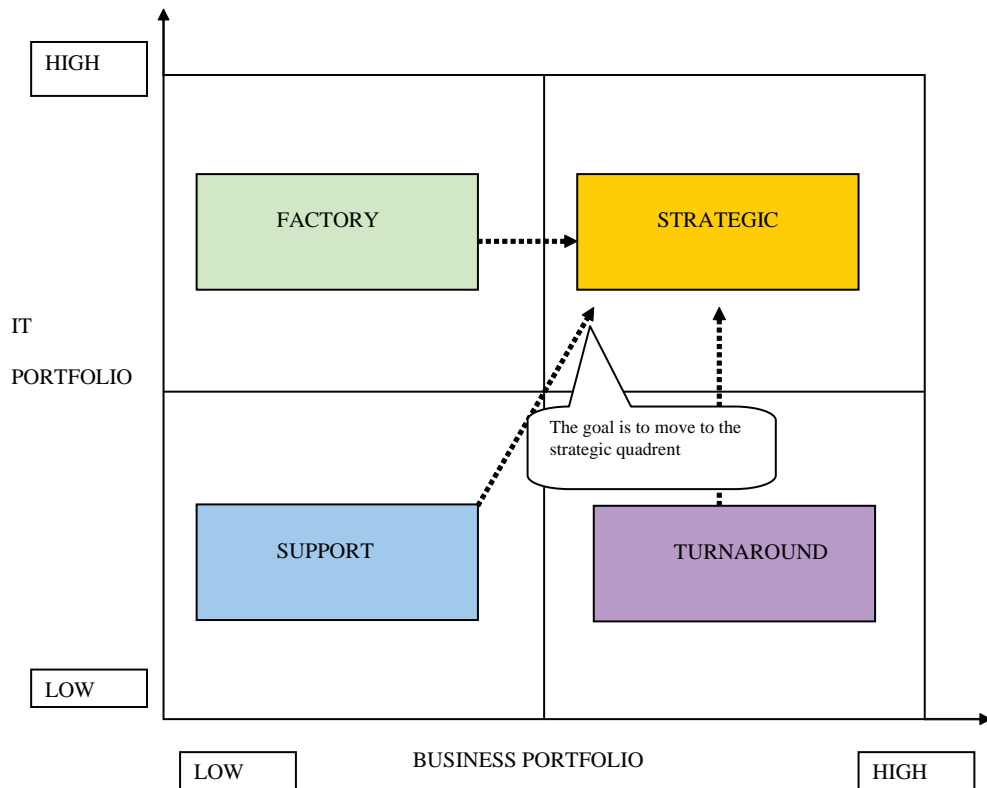 HIGH
FACTORY
STRATEGIC
IT
PORTFOLIO
The goal is to move to the
strategic quadrent
SUPPORT
TURNAROUND
LOW
BUSINESS PORTFOLIO
LOW
HIGH